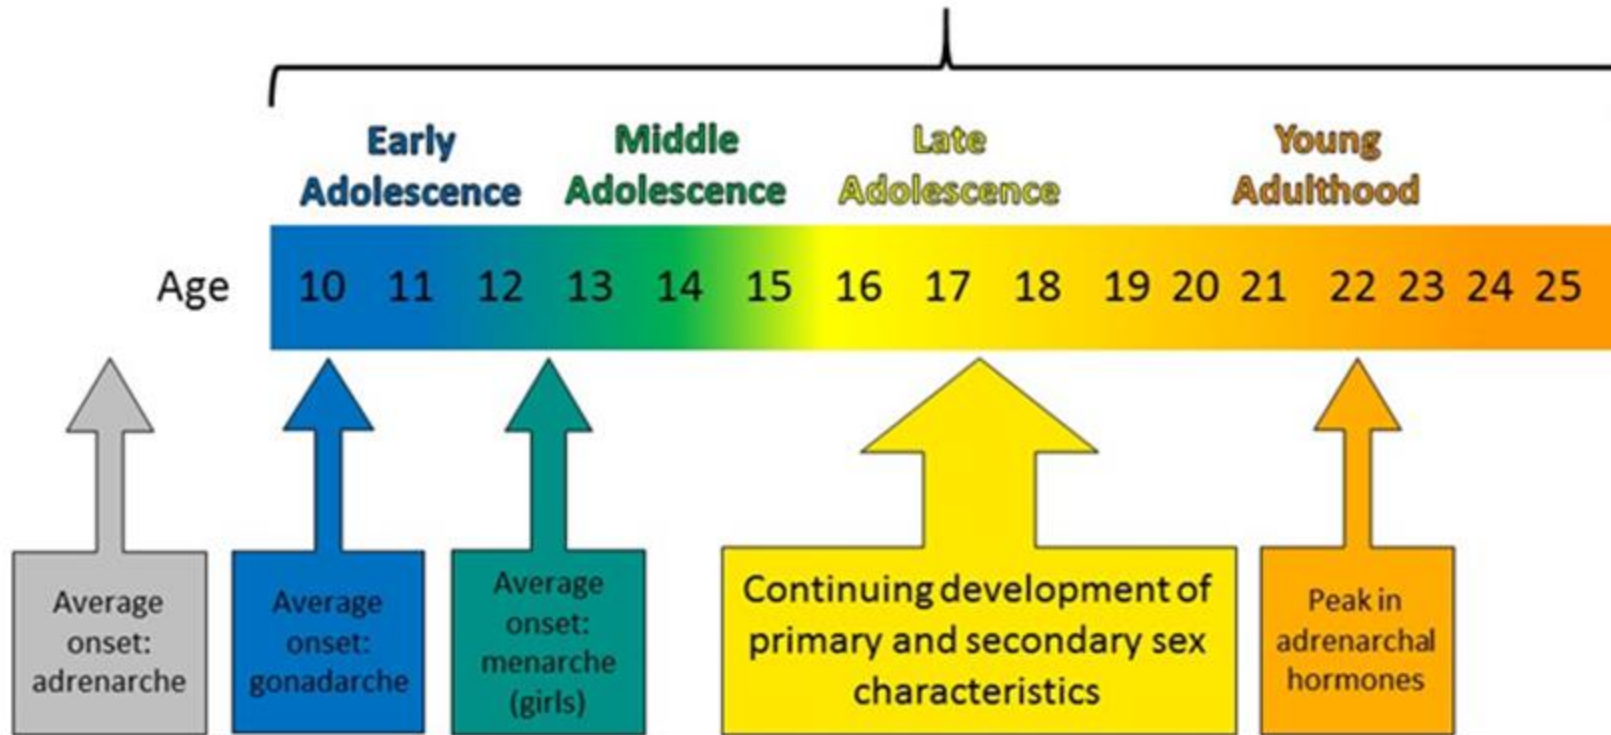 Early
Adolescence
Middle
Adolescence
Late
Adolescence
Young
Adulthood
Age 10 11 12 13 14 15 16 17 18 19 20 21 22 23 24 25
Average
onset:
adrenarche
Average
onset:
gonadarche
Average
onset:
menarche
(girls)
Continuing development of
primary and secondary sex
characteristics
Peak in
adrenarchal
hormones